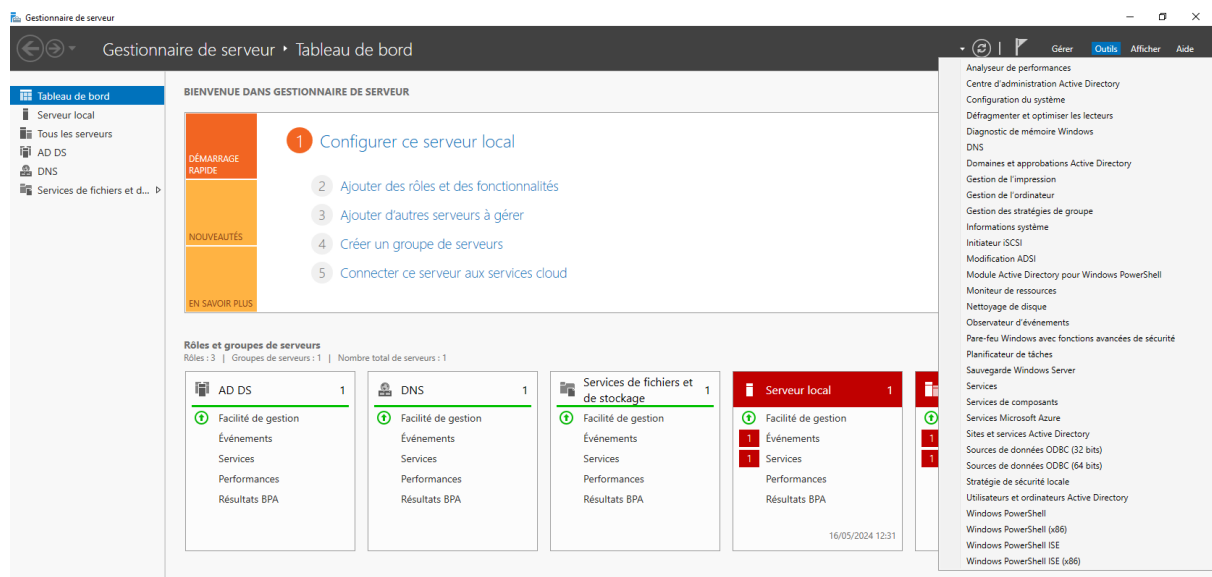 Gestionnaire de serveur
Gestionnaire de serveur ‣ Tableau de bord
Gérer
Outils
Afficher
Aide
Tableau de bord
Serveur local
Tous les serveurs
AD DS
DNS
Services de fichiers et d...
BIENVENUE DANS GESTIONNAIRE DE SERVEUR
DÉMARRAGE
RAPIDE
NOUVEAUTÉS
EN SAVOIR PLUS
1 Configurer ce serveur local
2 Ajouter des rôles et des fonctionnalités
3 Ajouter d'autres serveurs à gérer
4 Créer un groupe de serveurs
5 Connecter ce serveur aux services cloud
Rôles et groupes de serveurs
Rôles : 3 | Groupes de serveurs : 1 | Nombre total de serveurs : 1
AD DS 1
Facilité de gestion
Événements
Services
Performances
Résultats BPA
DNS 1
Facilité de gestion
Événements
Services
Performances
Résultats BPA
Services de fichiers et
de stockage 1
Facilité de gestion
Événements
Services
Performances
Résultats BPA
Serveur local 1
Facilité de gestion
1 Événements
1 Services
Performances
Résultats BPA
16/05/2024 12:31
1
1
Analyseur de performances
Centre d'administration Active Directory
Configuration du système
Défragmenter et optimiser les lecteurs
Diagnostic de mémoire Windows
DNS
Domaines et approbations Active Directory
Gestion de l'impression
Gestion de l'ordinateur
Gestion des stratégies de groupe
Informations système
Initiateur iSCSI
Modification ADSI
Module Active Directory pour Windows PowerShell
Moniteur de ressources
Nettoyage de disque
Observateur d'événements
Pare-feu Windows avec fonctions avancées de sécurité
Planificateur de tâches
Sauvegarde Windows Server
Services
Services de composants
Services Microsoft Azure
Sites et services Active Directory
Sources de données ODBC (32 bits)
Sources de données ODBC (64 bits)
Stratégie de sécurité locale
Utilisateurs et ordinateurs Active Directory
Windows PowerShell
Windows PowerShell (x86)
Windows PowerShell ISE
Windows PowerShell ISE (x86)